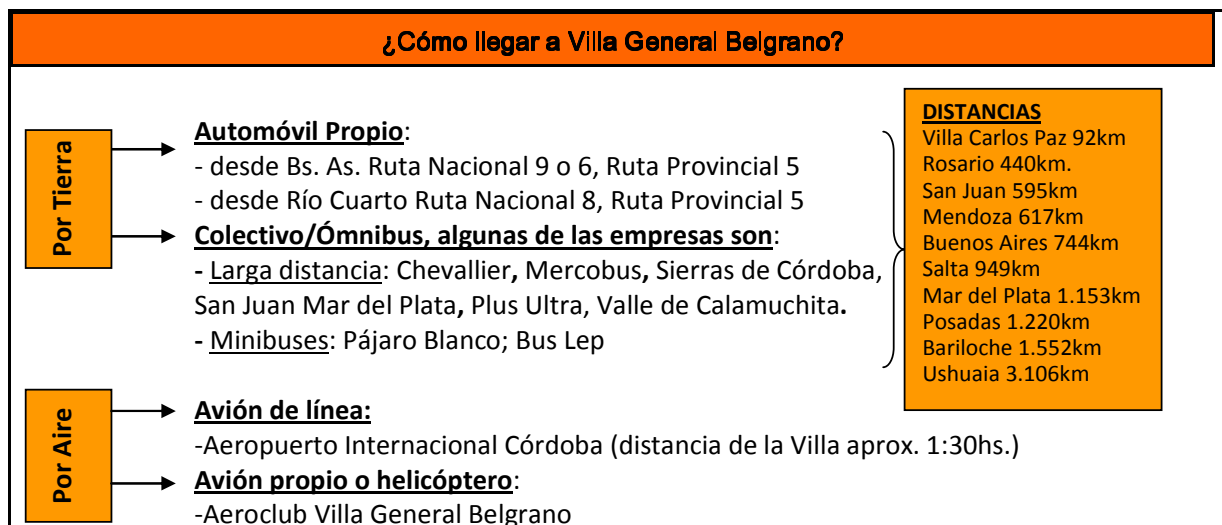 ¿Cómo llegar a Villa General Belgrano?
Por Tierra
Automóvil Propio:
- desde Bs. As. Ruta Nacional 9 o 6, Ruta Provincial 5
- desde Río Cuarto Ruta Nacional 8, Ruta Provincial 5
Colectivo/Ómnibus, algunas de las empresas son:
- Larga distancia: Chevallier, Mercobus, Sierras de Córdoba,
San Juan Mar del Plata, Plus Ultra, Valle de Calamuchita.
- Minibuses: Pájaro Blanco; Bus Lep
DISTANCIAS
Villa Carlos Paz 92km
Rosario 440km.
San Juan 595km
Mendoza 617km
Buenos Aires 744km
Salta 949km
Mar del Plata 1.153km
Posadas 1.220km
Bariloche 1.552km
Ushuaia 3.106km
Por Aire
Avión de línea:
-Aeropuerto Internacional Córdoba (distancia de la Villa aprox. 1:30hs.)
Avión propio o helicóptero:
-Aeroclub Villa General Belgrano